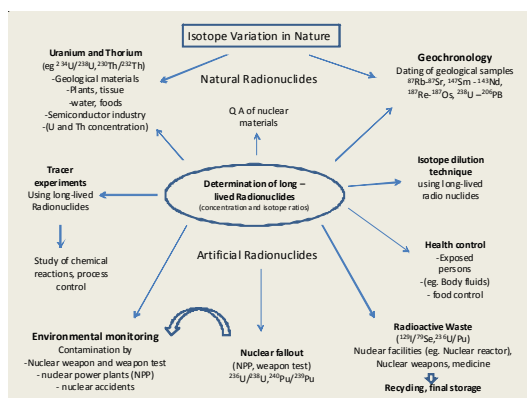 Isotope Variation in Nature
Uranium and Thorium
(eg ²³⁴U/²³⁸U,²³⁰Th/²³²Th)
-Geological materials
-Plants, tissue
-water, foods
-Semiconductor industry
-(U and Th concentration)
Natural Radionuclides
Geochronology
Dating of geological samples
⁸⁷Rb-⁸⁷Sr, ¹⁴⁷Sm – ¹⁴³Nd,
¹⁸⁷Re-¹⁸⁷Os, ²³⁸U – ²⁰⁶PB
Q A of nuclear
materials
Tracer
experiments
Using long-lived
Radionuclides
Determination of long –
lived Radionuclides
(concentration and isotope ratios)
Isotope dilution
technique
using long-lived
radio nuclides
Study of chemical
reactions, process
control
Artificial Radionuclides
Health control
-Exposed
persons
-(eg. Body fluids)
- food control
Environmental monitoring
Contamination by
-Nuclear weapon and weapon test
- nudear power plants (NPP)
- nuclear accidents
Nuclear fallout
(NPP, weapon test)
²³⁶U/²³⁸U,²⁴⁰Pu/²³⁹Pu
Radioactive Waste
(¹²⁹I/⁷⁹Se,²³⁶U/Pu)
Nuclear facilities (eg. Nuclear reactor),
Nuclear weapons, medicine
Recyding, final storage